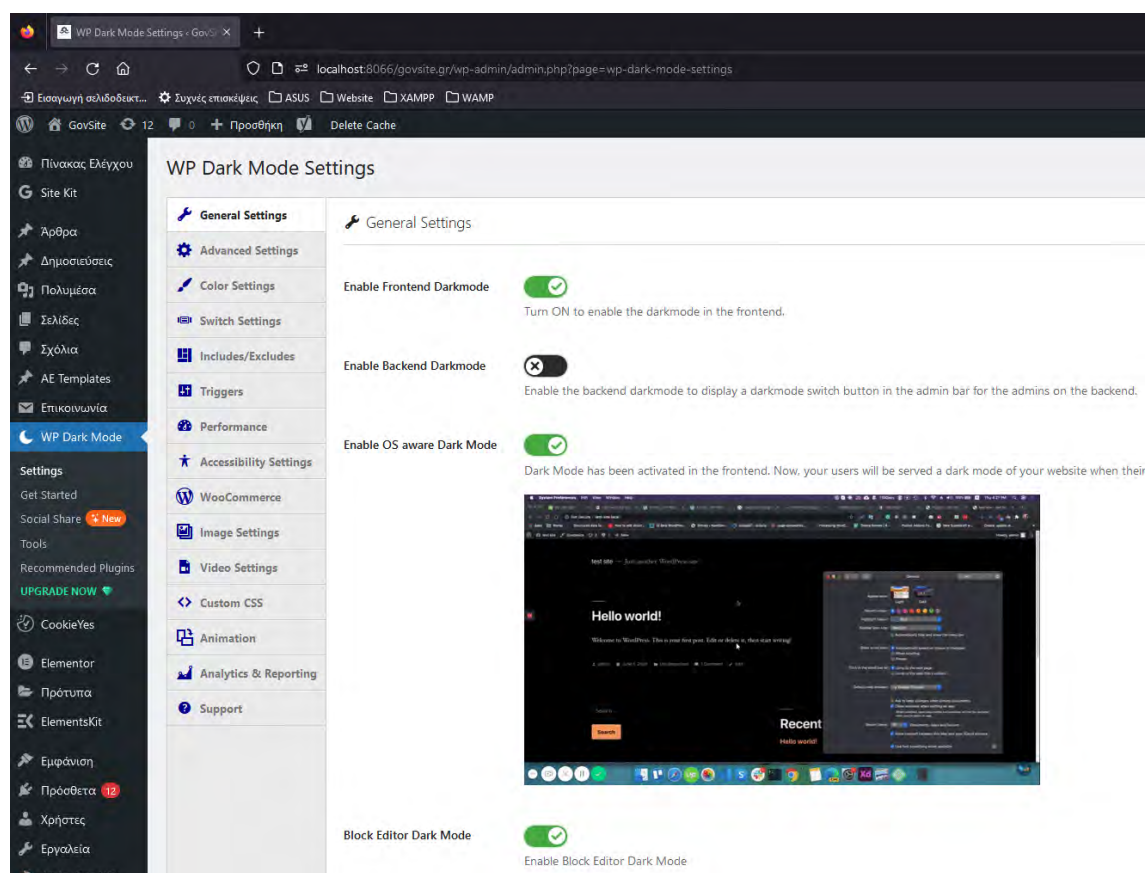 WP Dark Mode Settings ‹ GovSi
localhost:8066/govsite.gr/wp-admin/admin.php?page=wp-dark-mode-settings
Εισαγωγή σελιδοδεικτ... Συχνές επισκέψεις ASUS Website XAMPP WAMP
GovSite 12 0 + Προσθήκη Delete Cache
Πίνακας Ελέγχου
Site Kit
Άρθρα
Δημοσιεύσεις
Πολυμέσα
Σελίδες
Σχόλια
AE Templates
Επικοινωνία
WP Dark Mode
Settings
Get Started
Social Share New
Tools
Recommended Plugins
UPGRADE NOW
CookieYes
Elementor
Πρότυπα
ElementsKit
Εμφάνιση
Πρόσθετα 12
Χρήστες
Εργαλεία
WP Dark Mode Settings
General Settings
Advanced Settings
Color Settings
Switch Settings
Includes/Excludes
Triggers
Performance
Accessibility Settings
WooCommerce
Image Settings
Video Settings
Custom CSS
Animation
Analytics & Reporting
Support
General Settings
Enable Frontend Darkmode
Turn ON to enable the darkmode in the frontend.
Enable Backend Darkmode
Enable the backend darkmode to display a darkmode switch button in the admin bar for the admins on the backend.
Enable OS aware Dark Mode
Dark Mode has been activated in the frontend. Now, your users will be served a dark mode of your website when their
test site — Just another WordPress site
Hello world!
Welcome to WordPress. This is your first post. Edit or delete it, then start writing!
Search
Recent
Hello world!
Block Editor Dark Mode
Enable Block Editor Dark Mode